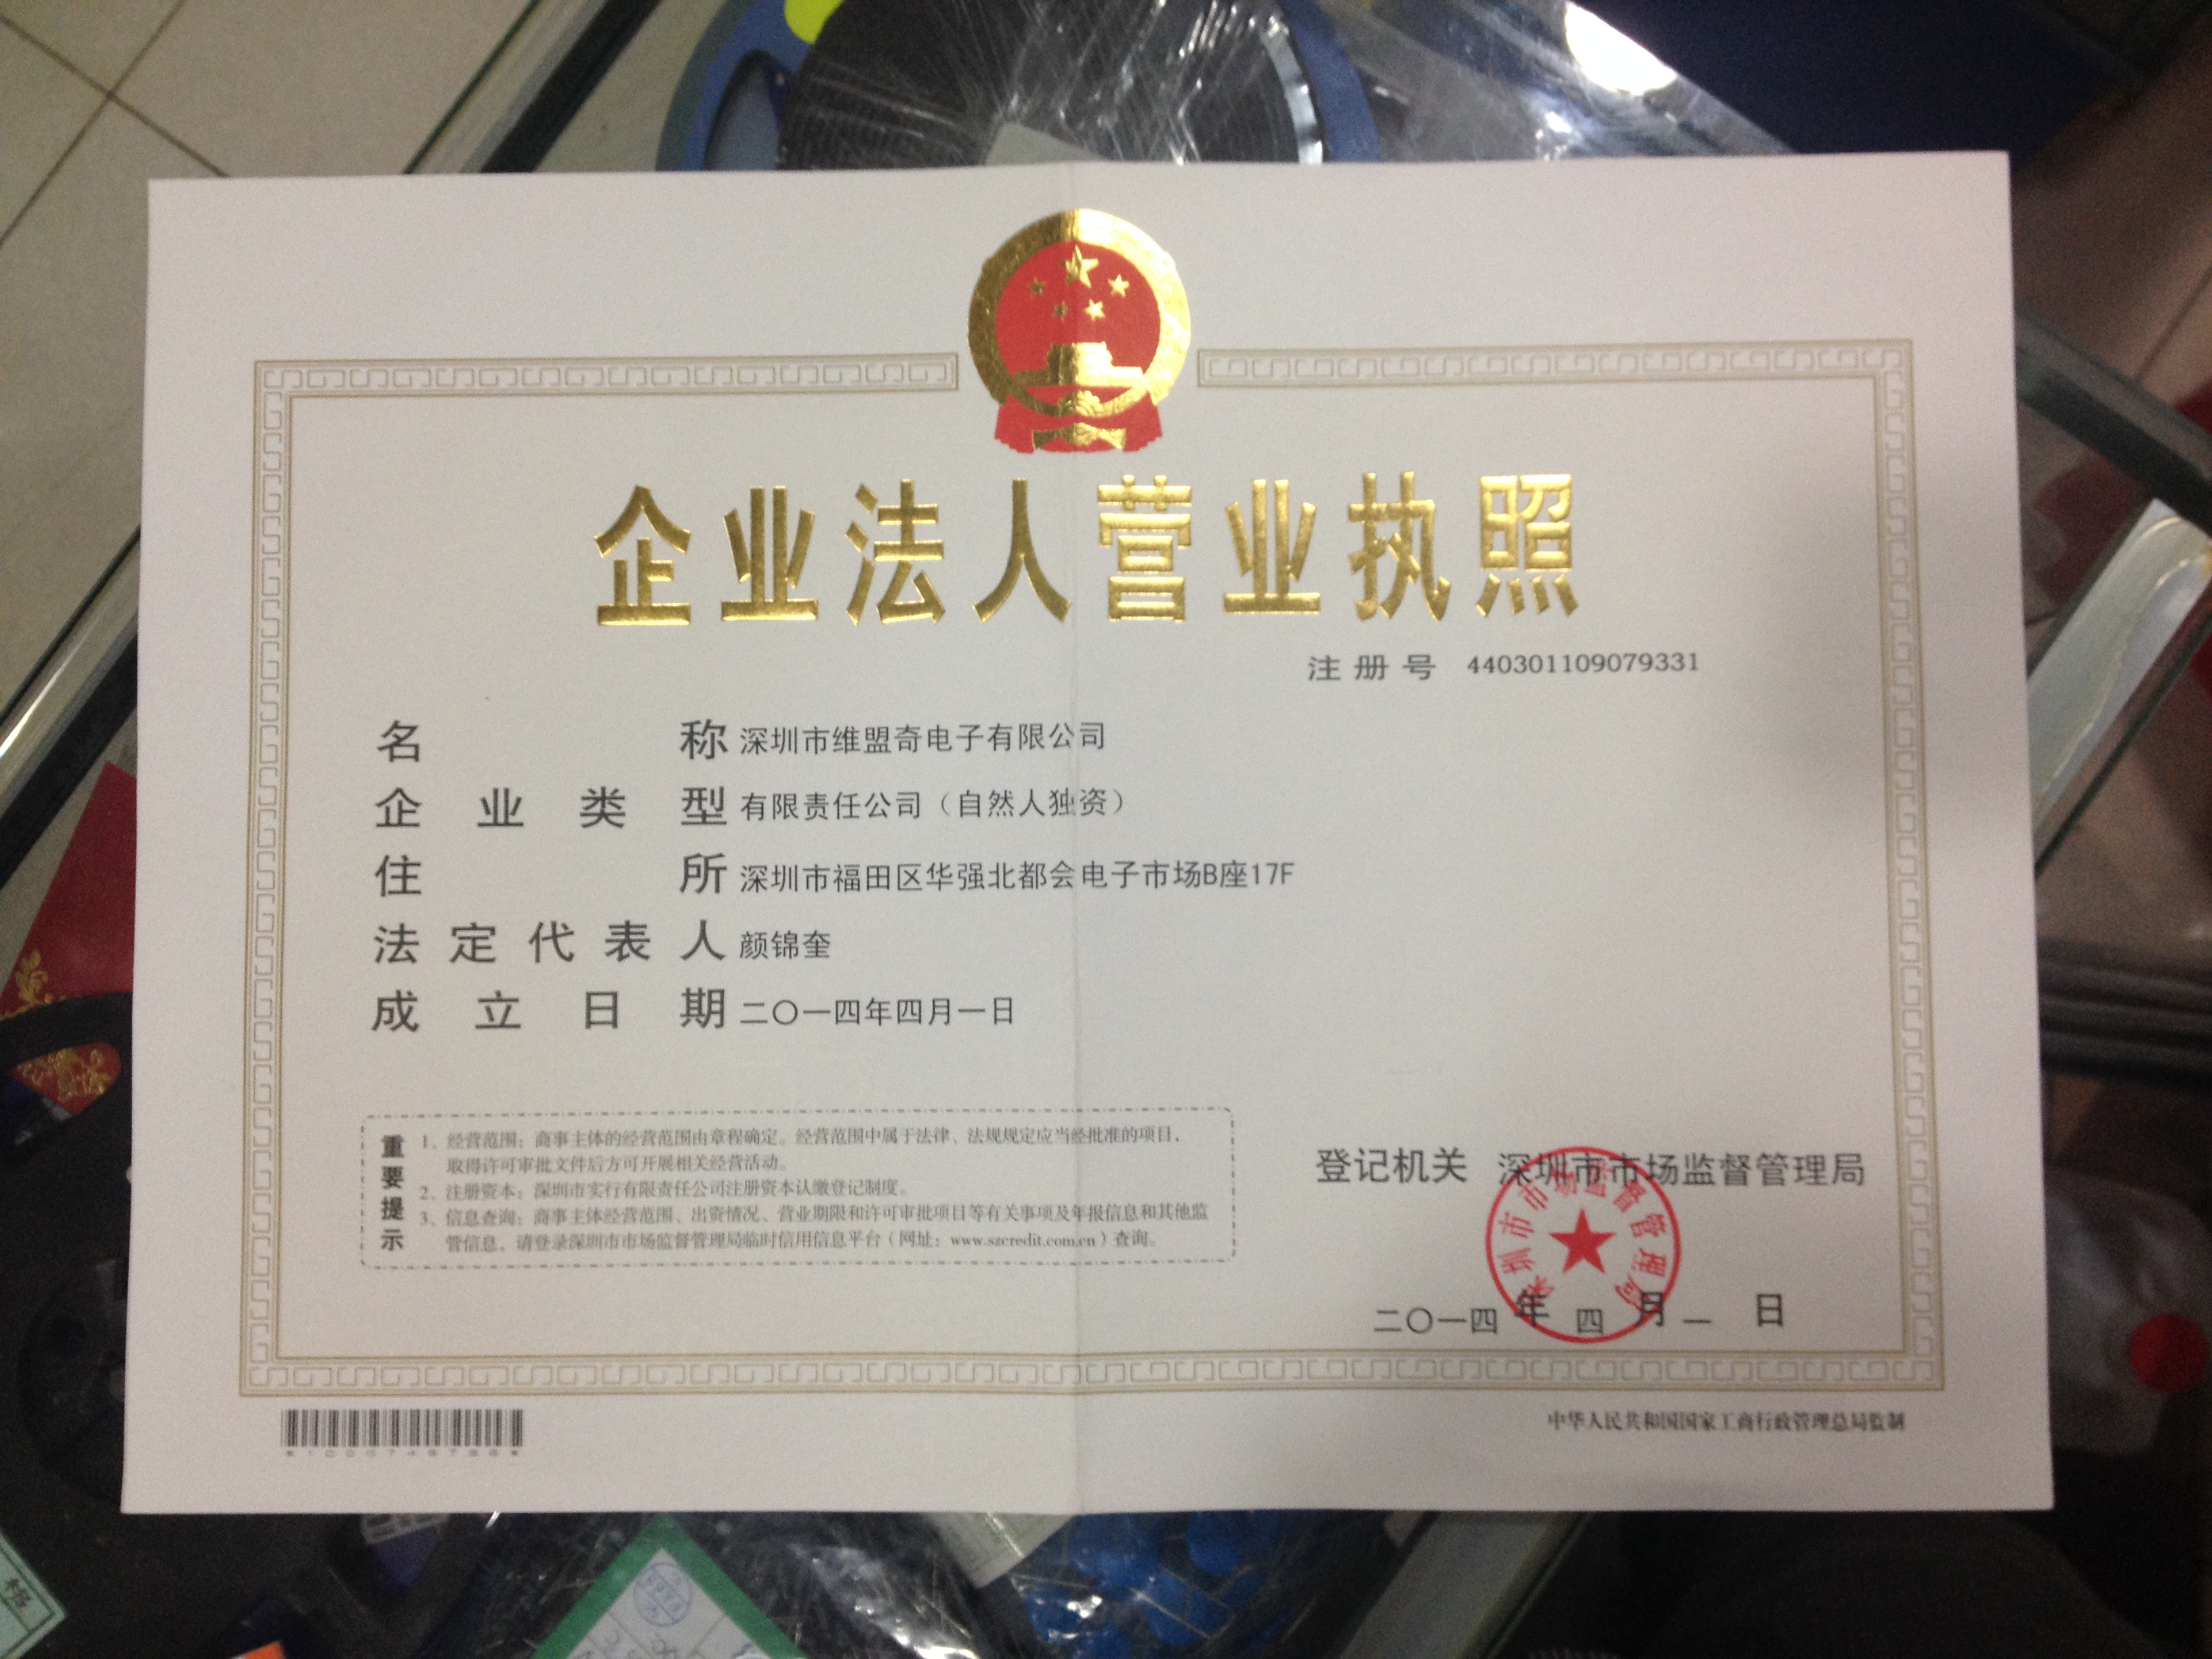 企业法人营业执照
注册号 440301109079331
名称 深圳市维盟奇电子有限公司
企业类型 有限责任公司（自然人独资）
住所 深圳市福田区华强北都会电子市场B座17F
法定代表人 颜锦奎
成立日期 二〇一四年四月一日
重要提示
1、经营范围：商事主体的经营范围由章程确定。经营范围中属于法律、法规规定应当经批准的项目，
取得许可审批文件后方可开展相关经营活动。
2、注册资本：深圳市实行有限责任公司注册资本认缴登记制度。
3、信息查询：商事主体经营范围、出资情况、营业期限和许可审批项目等有关事项及年报信息和其他监
管信息，请登录深圳市市场监督管理局临时信用信息平台（网址：www.szcredit.com.cn）查询。
登记机关 深圳市市场监督管理局
深圳市市场监督管理局
二〇一四年四月一日
中华人民共和国国家工商行政管理总局监制